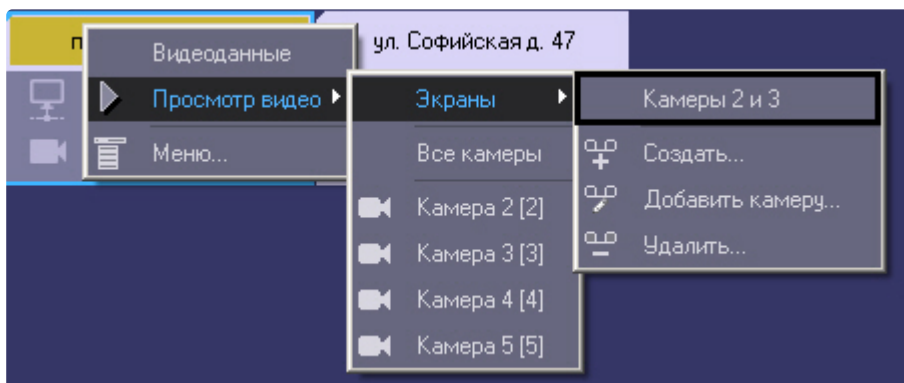 п
ул. Софийская д. 47
Видеоданные
Просмотр видео
Меню...
Экраны
Все камеры
Камера 2 [2]
Камера 3 [3]
Камера 4 [4]
Камера 5 [5]
Камеры 2 и 3
Создать...
Добавить камеру...
Удалить...